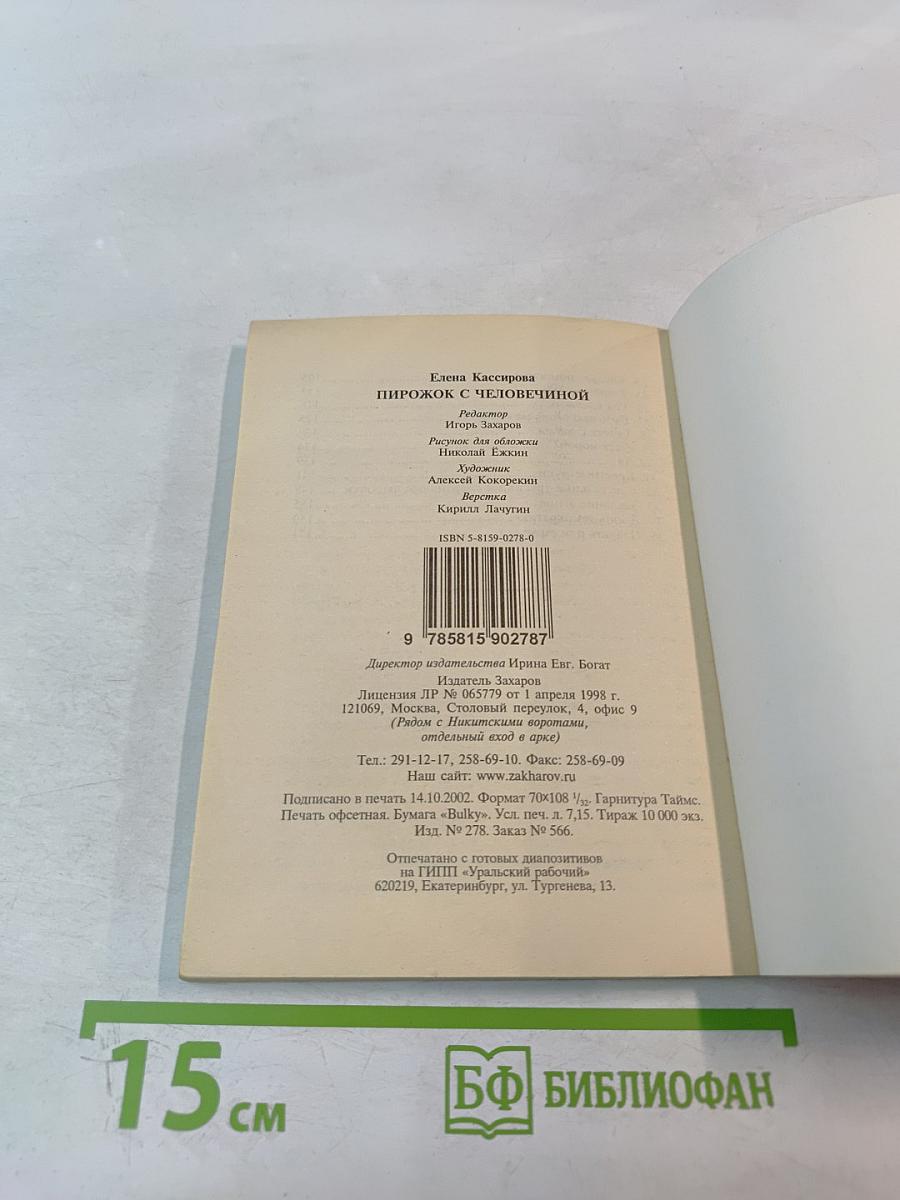 Елена Кассирова
ПИРОЖОК С ЧЕЛОВЕЧИНОЙ
Редактор
Игорь Захаров
Рисунок для обложки
Николай Ёжкин
Художник
Алексей Кокорекин
Верстка
Кирилл Лачугин
ISBN 5-8159-0278-0
9 785815 902787
Директор издательства Ирина Евг. Богат
Издатель Захаров
Лицензия ЛР № 065779 от 1 апреля 1998 г.
121069, Москва, Столовый переулок, 4, офис 9
(Рядом с Никитскими воротами,
отдельный вход в арке)
Тел.: 291-12-17, 258-69-10. Факс: 258-69-09
Наш сайт: www.zakharov.ru
Подписано в печать 14.10.2002. Формат 70×108 1/32. Гарнитура Таймс.
Печать офсетная. Бумага «Bulky». Усл. печ. л. 7,15. Тираж 10 000 экз.
Изд. № 278. Заказ № 566.
Отпечатано с готовых диапозитивов
на ГИПП «Уральский рабочий»
620219, Екатеринбург, ул. Тургенева, 13.
15 см
БФ БИБЛИОФАН